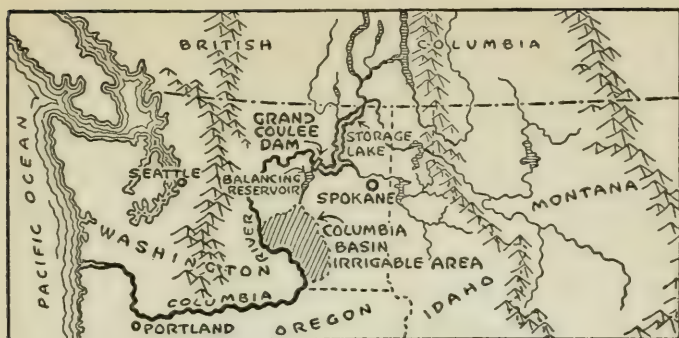 BRITISH COLUMBIA
GRAND
COULEE
DAM
STORAGE
LAKE
PACIFIC OCEAN
SEATTLE
BALANCING
RESERVOIR
SPOKANE
MONTANA
WASHINGTON
RIVER
COLUMBIA
BASIN
IRRIGABLE AREA
COLUMBIA
IDAHO
OREGON
PORTLAND